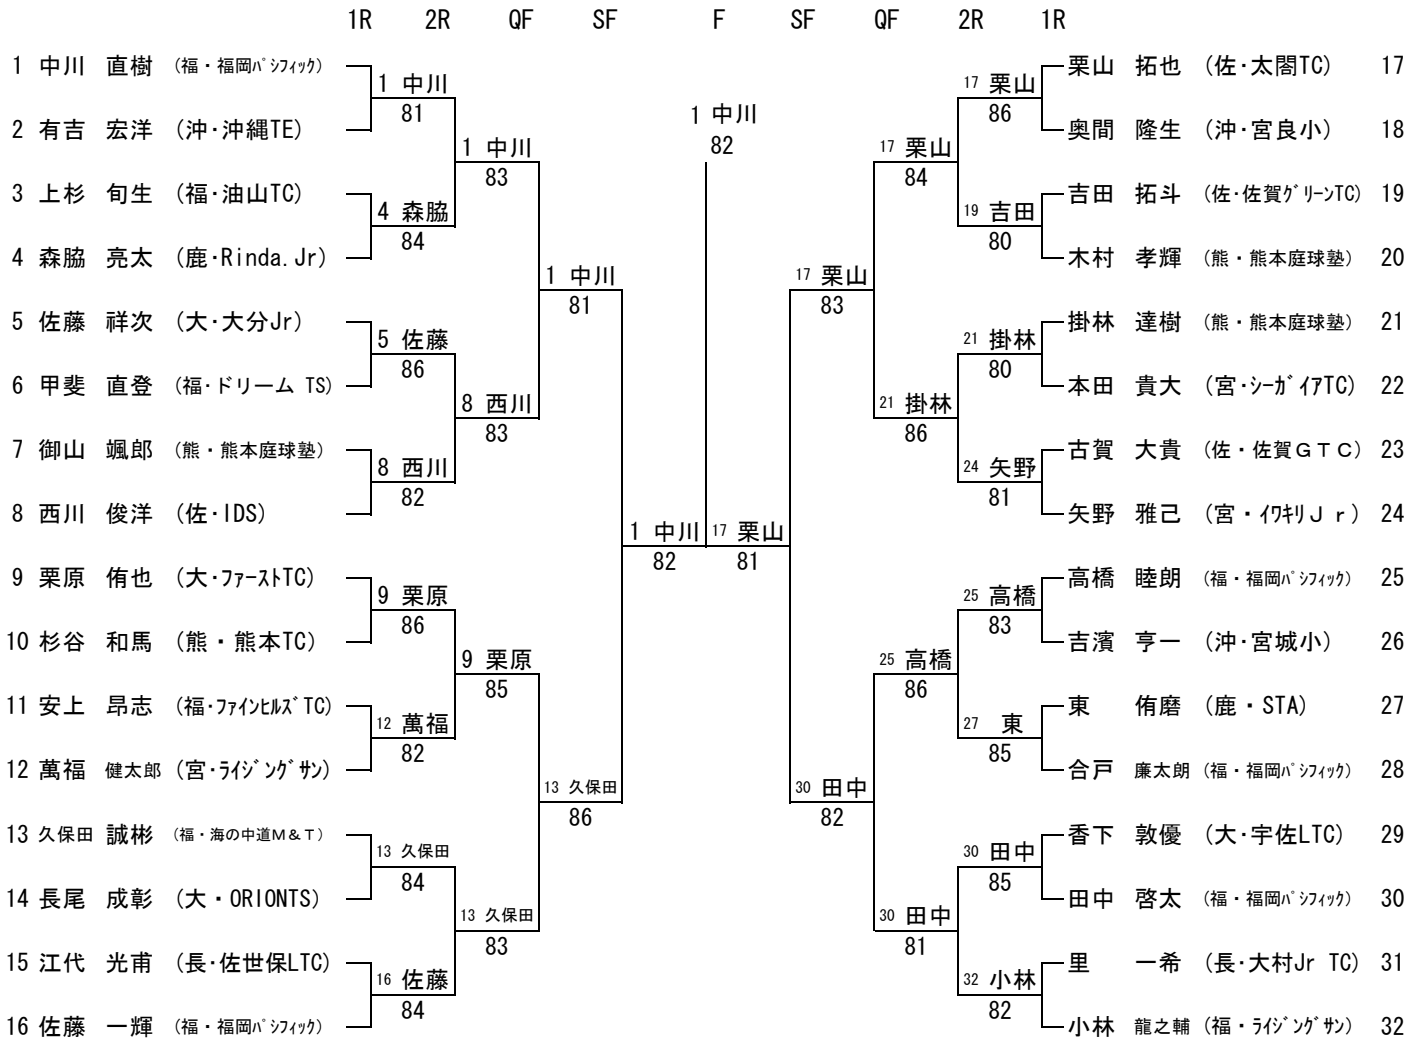 1R 2R QF SF F SF QF 2R 1R
1 中川 直樹 (福・福岡ﾊﾟｼﾌｨｯｸ) 栗山 拓也 (佐・太閤TC) 17
1 中川 17 栗山
81 1 中川 86
2 有吉 宏洋 (沖・沖縄TE) 82 奥間 隆生 (沖・宮良小) 18
1 中川 17 栗山
83 84
3 上杉 旬生 (福・油山TC) 吉田 拓斗 (佐・佐賀ｸﾞﾘｰﾝTC) 19
4 森脇 19 吉田
84 80
4 森脇 亮太 (鹿・Rinda.Jr) 木村 孝輝 (熊・熊本庭球塾) 20
1 中川 17 栗山
81 83
5 佐藤 祥次 (大・大分Jr) 掛林 達樹 (熊・熊本庭球塾) 21
5 佐藤 21 掛林
86 80
6 甲斐 直登 (福・ドリーム TS) 本田 貴大 (宮・ｼｰｶﾞｲｱTC) 22
8 西川 21 掛林
83 86
7 御山 颯郎 (熊・熊本庭球塾) 古賀 大貴 (佐・佐賀ＧＴＣ) 23
8 西川 24 矢野
82 81
8 西川 俊洋 (佐・IDS) 矢野 雅己 (宮・ｲﾜｷﾘＪｒ) 24
1 中川 17 栗山
82 81
9 栗原 侑也 (大・ﾌｧｰｽﾄTC) 高橋 睦朗 (福・福岡ﾊﾟｼﾌｨｯｸ) 25
9 栗原 25 高橋
86 83
10 杉谷 和馬 (熊・熊本TC) 吉濱 亨一 (沖・宮城小) 26
9 栗原 25 高橋
85 86
11 安上 昂志 (福・ﾌｧｲﾝﾋﾙｽﾞTC) 東 侑磨 (鹿・STA) 27
12 萬福 27 東
82 85
12 萬福 健太郎 (宮・ﾗｲｼﾞﾝｸﾞｻﾝ) 合戸 廉太朗 (福・福岡ﾊﾟｼﾌｨｯｸ) 28
13 久保田 30 田中
86 82
13 久保田 誠彬 (福・海の中道Ｍ＆Ｔ) 香下 敦優 (大・宇佐LTC) 29
13 久保田 30 田中
84 85
14 長尾 成彰 (大・ORIONTS) 田中 啓太 (福・福岡ﾊﾟｼﾌｨｯｸ) 30
13 久保田 30 田中
83 81
15 江代 光甫 (長・佐世保LTC) 里 一希 (長・大村Jr TC) 31
16 佐藤 32 小林
84 82
16 佐藤 一輝 (福・福岡ﾊﾟｼﾌｨｯｸ) 小林 龍之輔 (福・ﾗｲｼﾞﾝｸﾞｻﾝ) 32